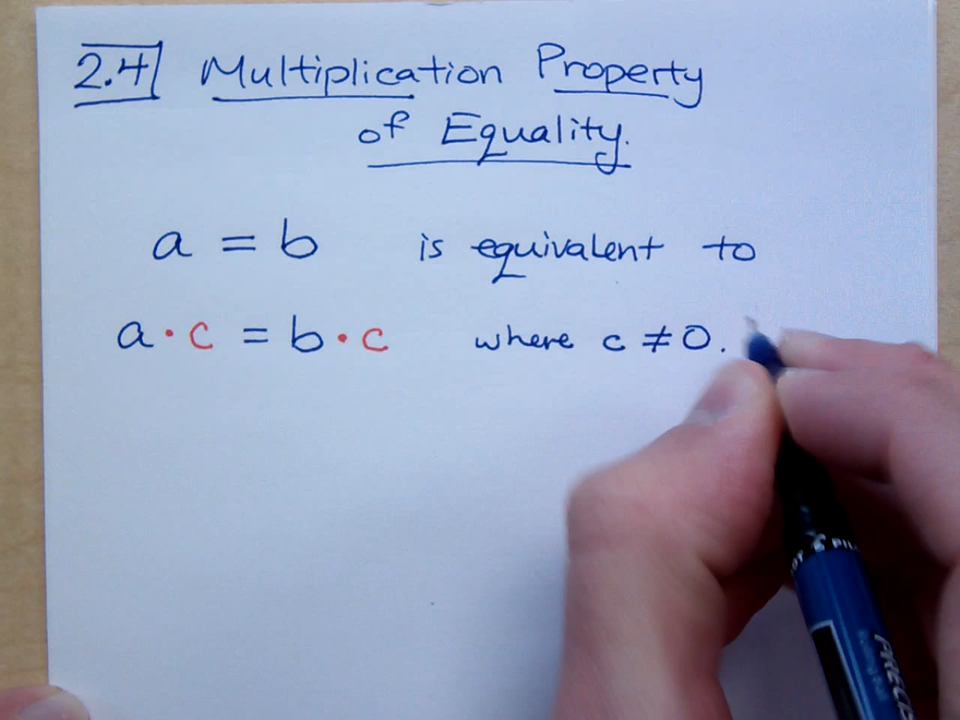 2.4 Multiplication Property
of Equality.
a = b is equivalent to
a · c = b · c where c ≠ 0.